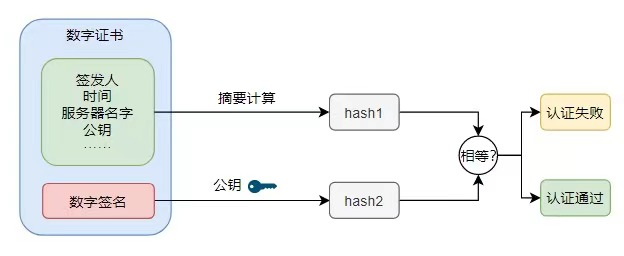 数字证书
签发人
时间
服务器名字
公钥
……
摘要计算
hash1
认证失败
相等?
数字签名
公钥
hash2
认证通过